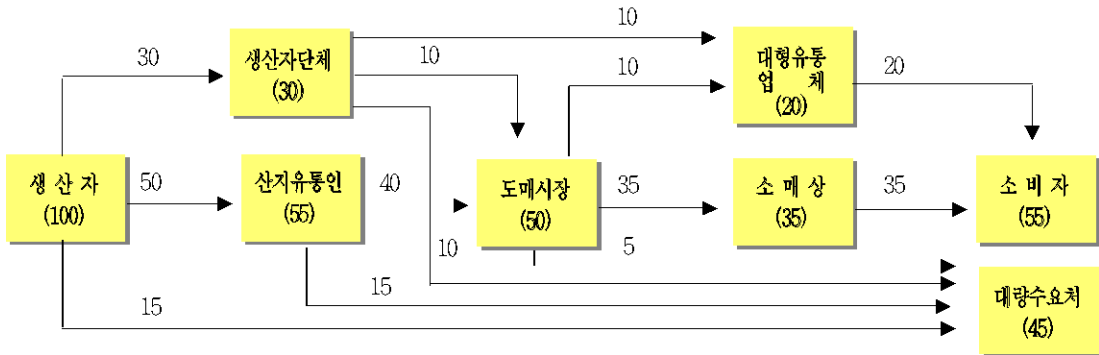 10
30
생산자단체
(30)
10
10
대형유통
업 체
(20)
20
생 산 자
(100)
50
산지유통인
(55)
40
도매시장
(50)
35
소 매 상
(35)
35
소 비 자
(55)
10
5
15
15
대량수요처
(45)